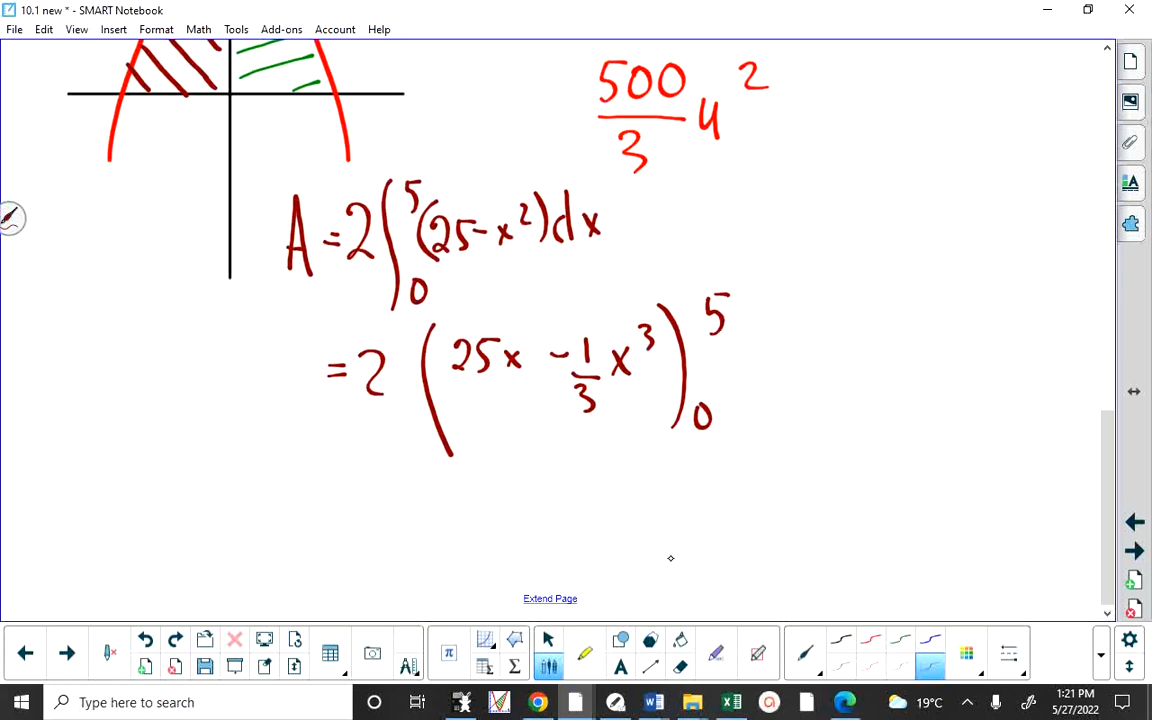 10.1 new * - SMART Notebook
File Edit View Insert Format Math Tools Add-ons Account Help
500/3 u²
A = 2∫₀⁵(25-x²)dx
= 2 (25x - 1/3 x³)₀⁵
Extend Page
Type here to search
19°C
1:21 PM
5/27/2022